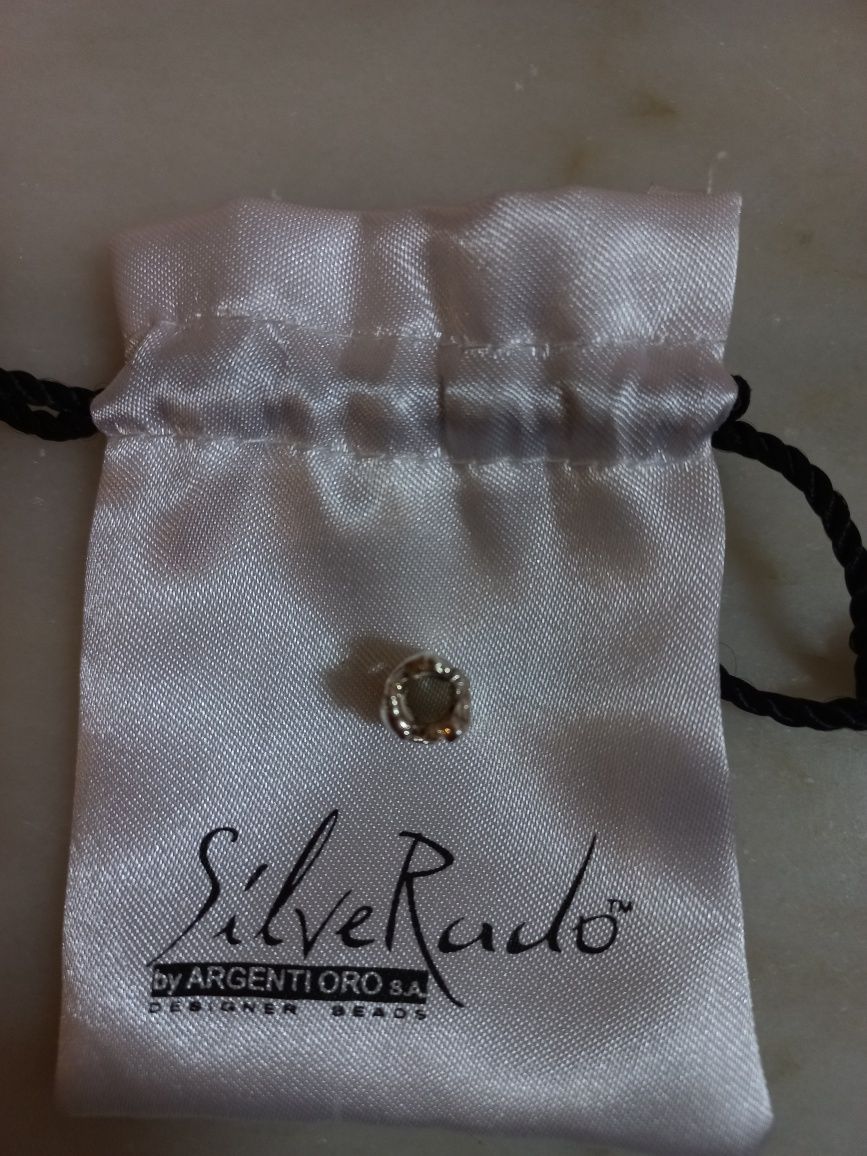 SilveRado™
by ARGENTI ORO S.A.
DESIGNER BEADS